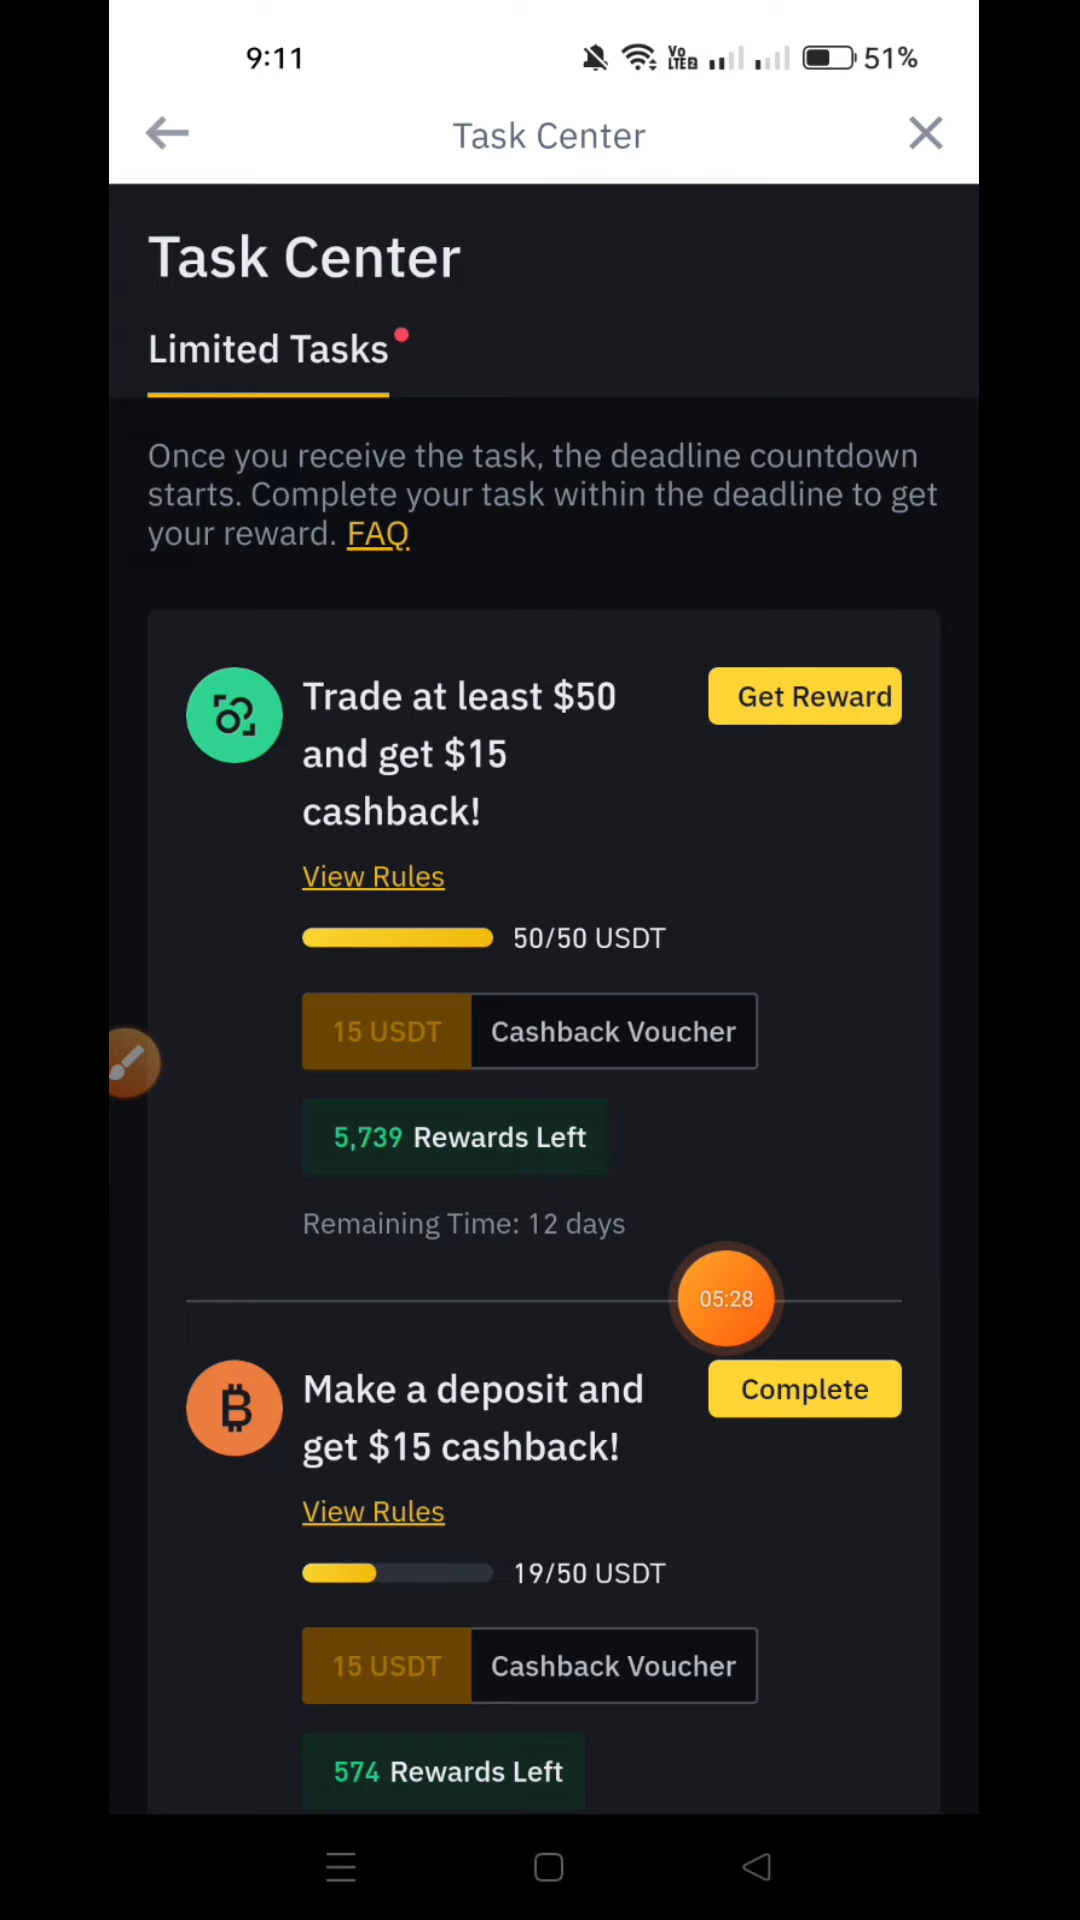 9:11
Vo
LTE2
51%
Task Center
Task Center
Limited Tasks
Once you receive the task, the deadline countdown
starts. Complete your task within the deadline to get
your reward. FAQ
Trade at least $50
and get $15
cashback!
Get Reward
View Rules
50/50 USDT
15 USDT
Cashback Voucher
5,739 Rewards Left
Remaining Time: 12 days
05:28
Make a deposit and
get $15 cashback!
Complete
View Rules
19/50 USDT
15 USDT
Cashback Voucher
574 Rewards Left